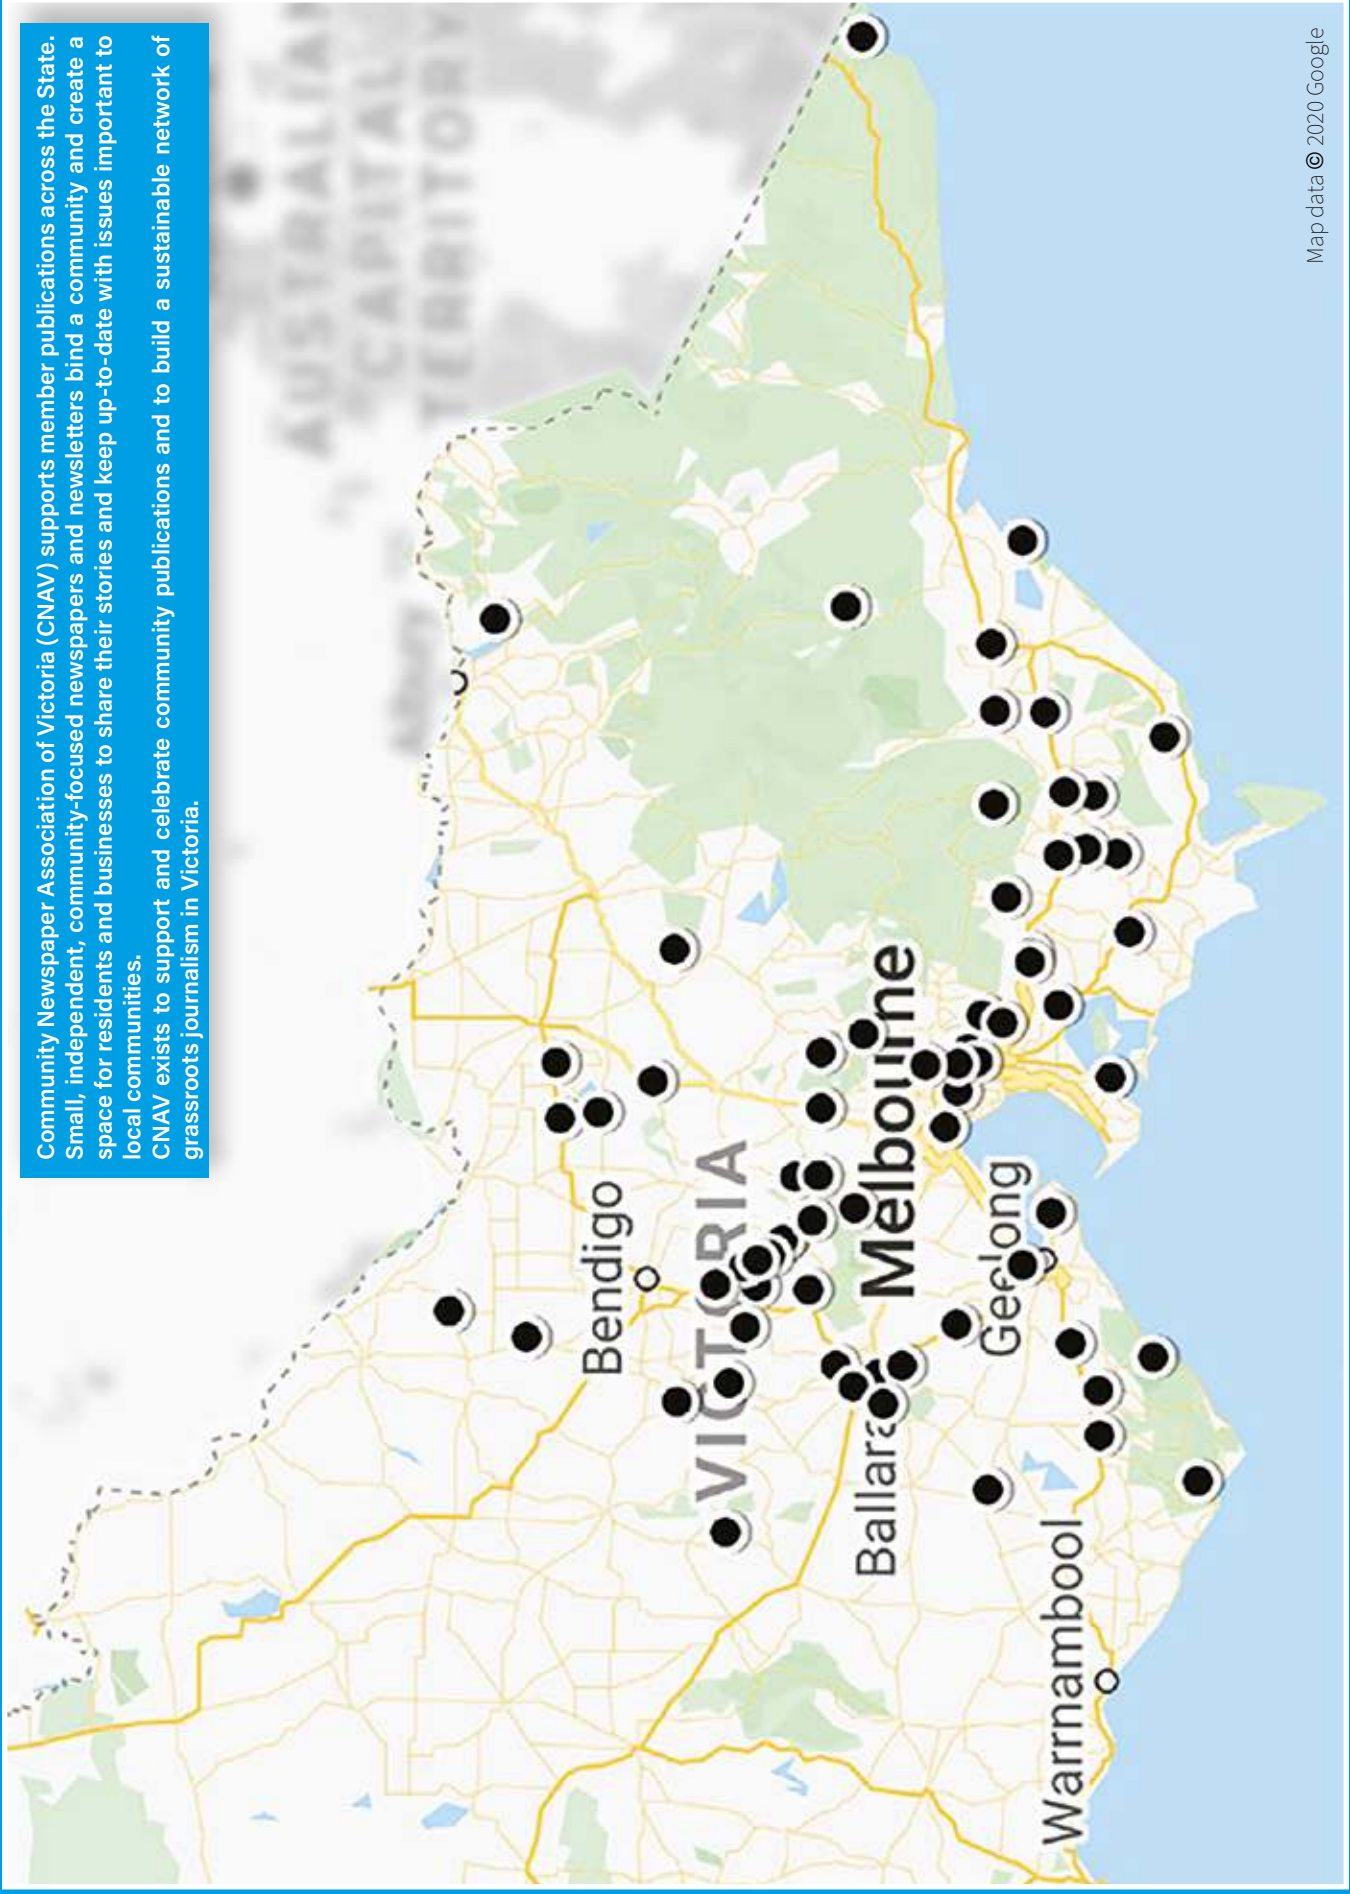 Community Newspaper Association of Victoria (CNAV) supports member publications across the State.
Small, independent, community-focused newspapers and newsletters bind a community and create a
space for residents and businesses to share their stories and keep up-to-date with issues important to
local communities.
CNAV exists to support and celebrate community publications and to build a sustainable network of
grassroots journalism in Victoria.
AUSTRALIAN
CAPITAL
TERRITORY
Albury
Bendigo
VICTORIA
Ballarat
Melbourne
Geelong
Warrnambool
Map data © 2020 Google